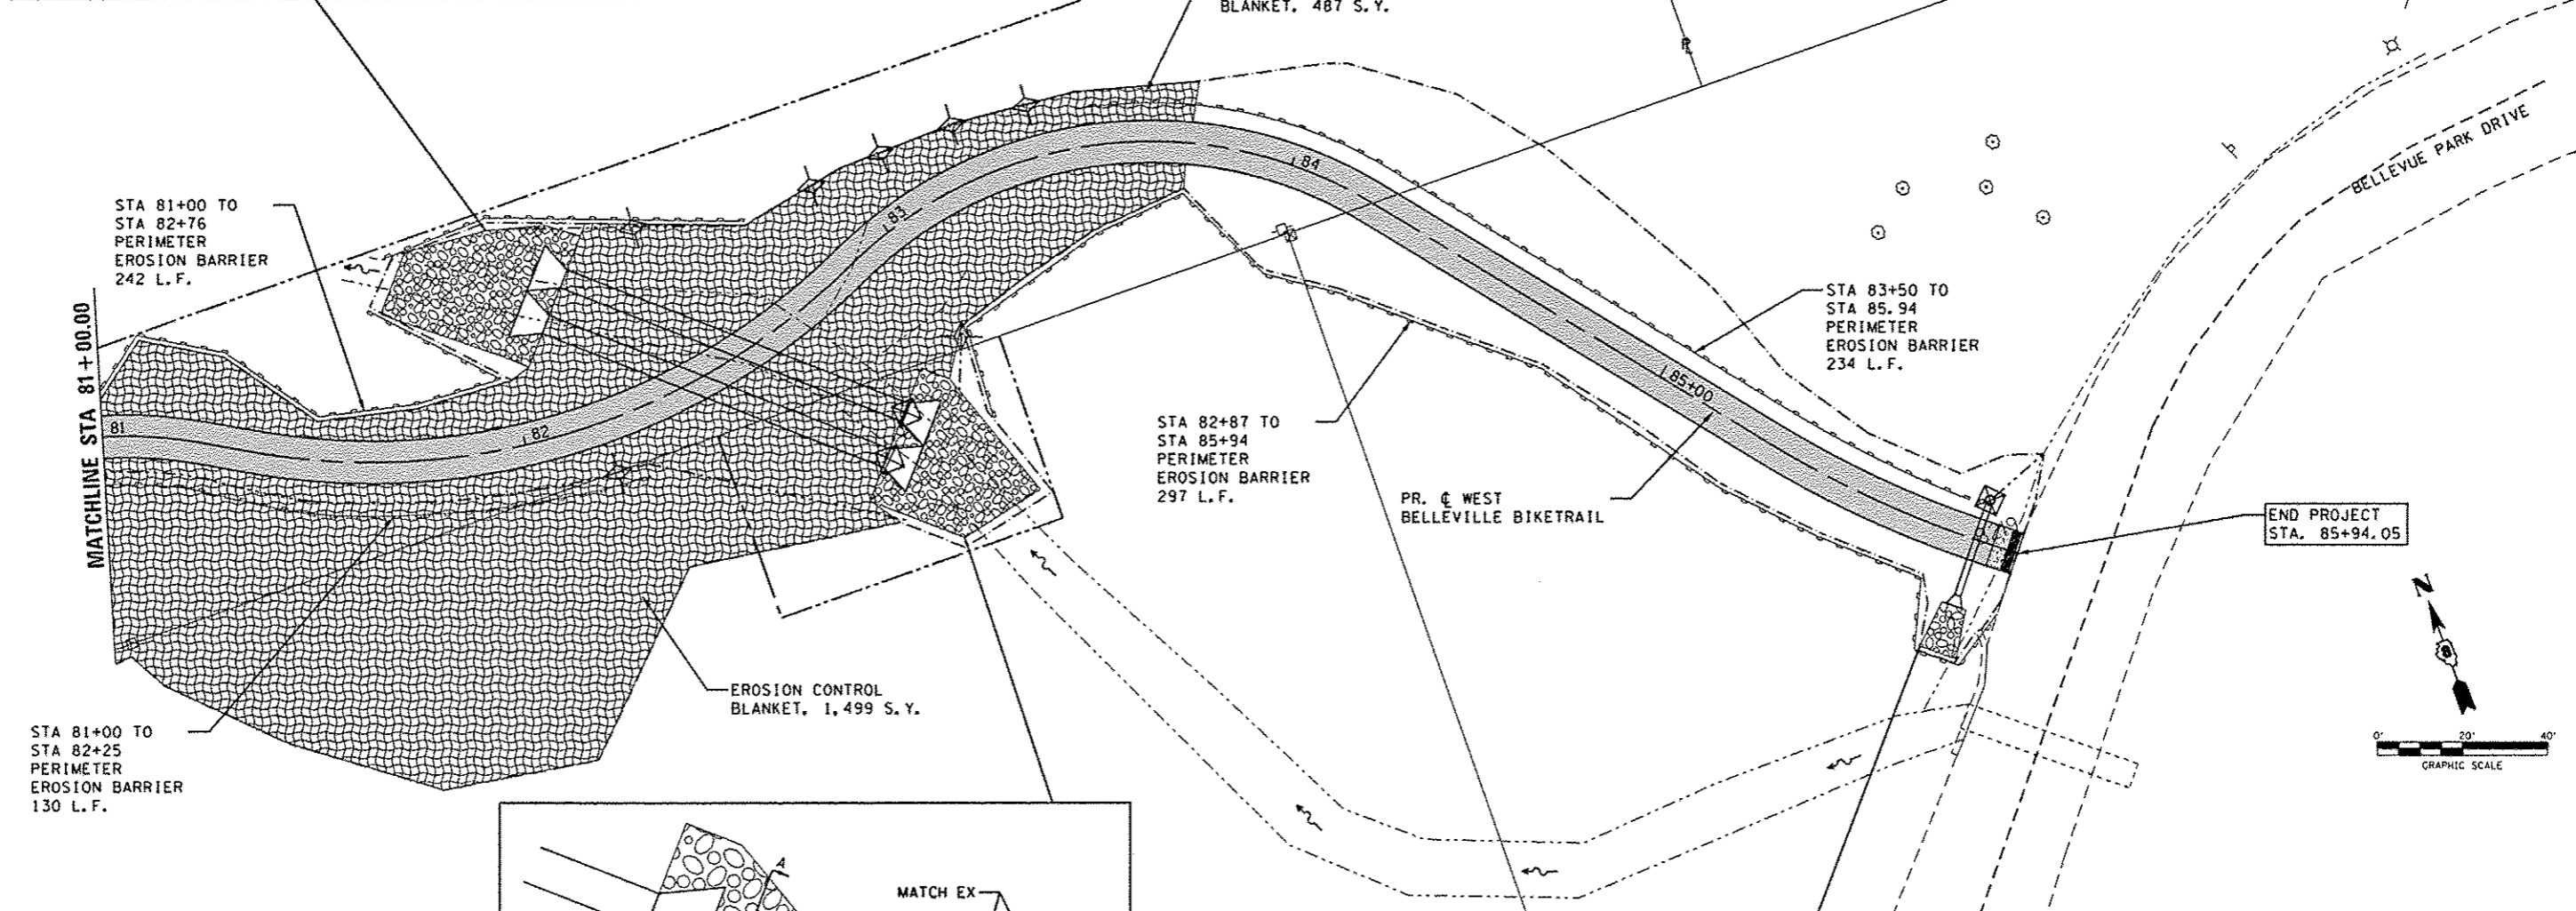 BLANKET, 487 S.Y.
STA 81+00 TO
STA 82+76
PERIMETER
EROSION BARRIER
242 L.F.
MATCHLINE STA 81+00.00
81
82
83
84
85+00
BELLEVUE PARK DRIVE
STA 83+50 TO
STA 85.94
PERIMETER
EROSION BARRIER
234 L.F.
STA 82+87 TO
STA 85+94
PERIMETER
EROSION BARRIER
297 L.F.
PR. ℄ WEST
BELLEVILLE BIKETRAIL
END PROJECT
STA. 85+94.05
EROSION CONTROL
BLANKET, 1,499 S.Y.
STA 81+00 TO
STA 82+25
PERIMETER
EROSION BARRIER
130 L.F.
N
0' 20' 40'
GRAPHIC SCALE
A
MATCH EX